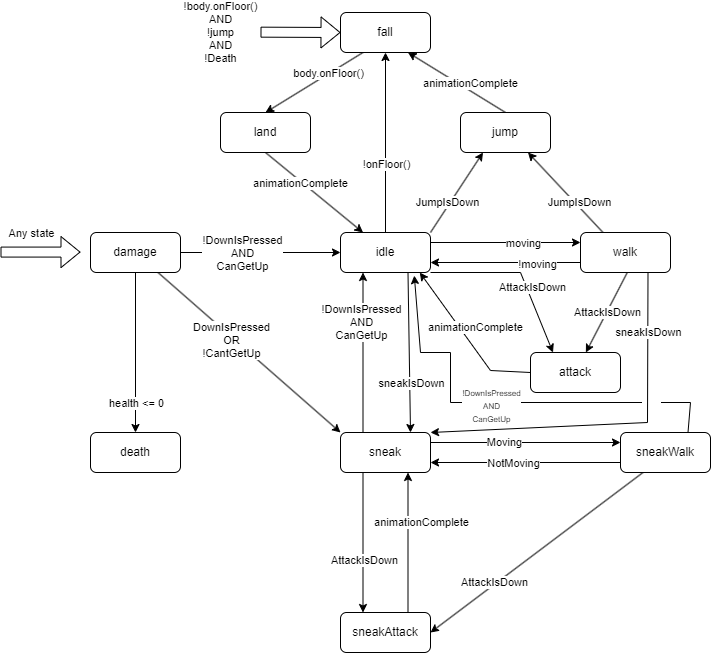 !body.onFloor()
AND
!jump
AND
!Death
fall
body.onFloor()
animationComplete
land
jump
!onFloor()
animationComplete
JumpIsDown
JumpIsDown
Any state
damage
!DownIsPressed
AND
CanGetUp
idle
moving
!moving
walk
AttackIsDown
AttackIsDown
sneakIsDown
!DownIsPressed
AND
CanGetUp
animationComplete
DownIsPressed
OR
!CantGetUp
attack
sneakIsDown
!DownIsPressed
AND
CanGetUp
health <= 0
death
sneak
Moving
NotMoving
sneakWalk
animationComplete
AttackIsDown
AttackIsDown
sneakAttack